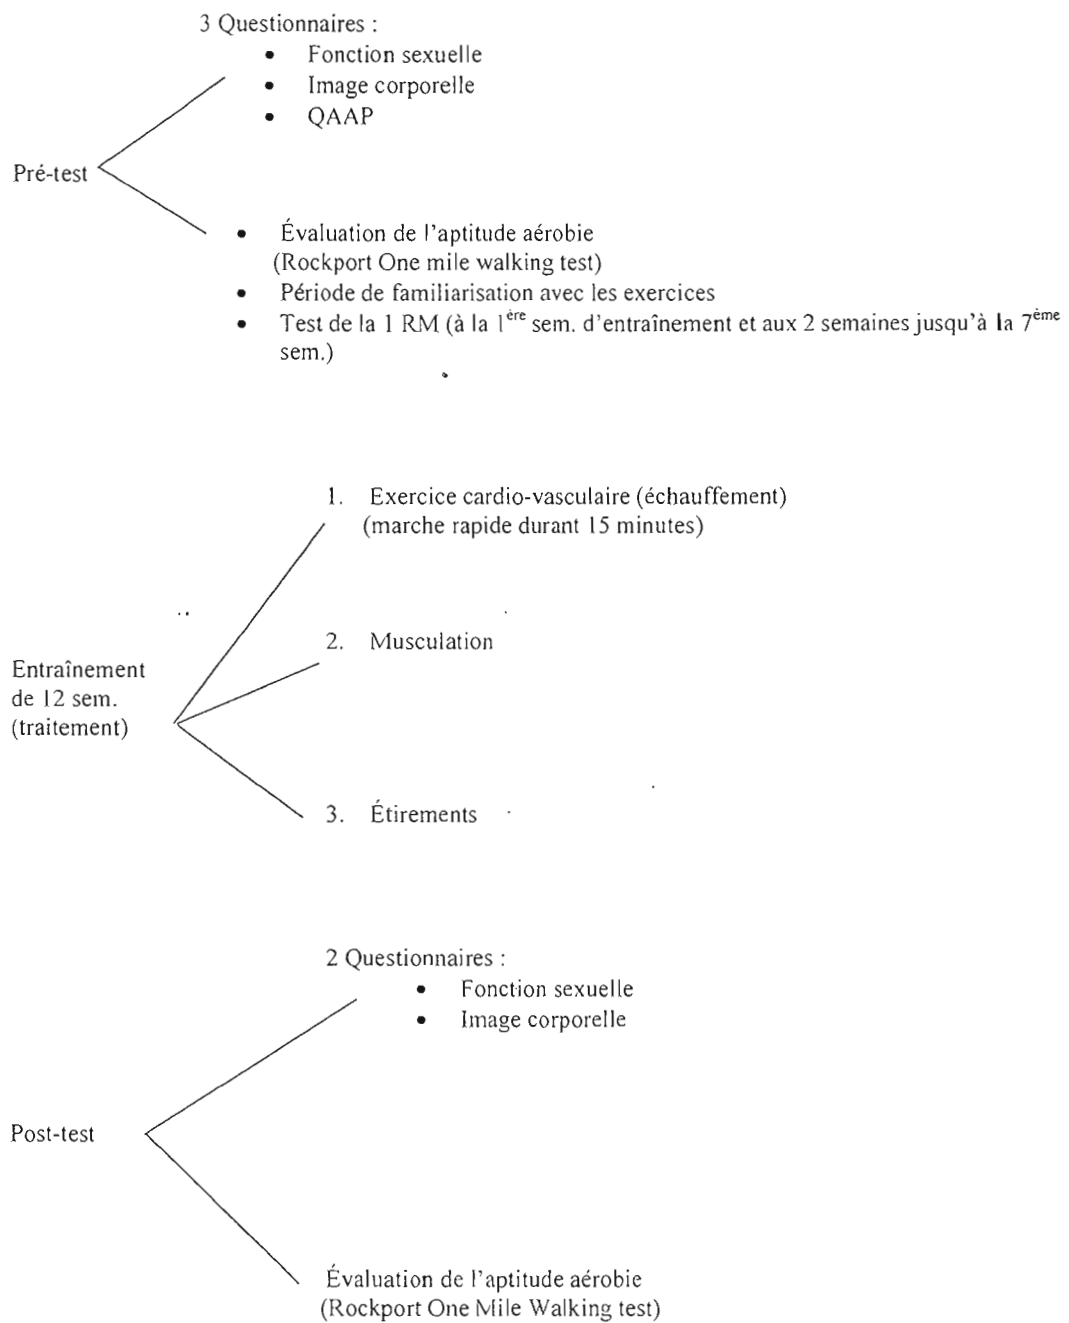 3 Questionnaires :
• Fonction sexuelle
• Image corporelle
• QAAP
Pré-test
• Évaluation de l'aptitude aérobie
(Rockport One mile walking test)
• Période de familiarisation avec les exercices
• Test de la 1 RM (à la 1ère sem. d'entraînement et aux 2 semaines jusqu'à la 7ème
sem.)
1. Exercice cardio-vasculaire (échauffement)
(marche rapide durant 15 minutes)
2. Musculation
Entraînement
de 12 sem.
(traitement)
3. Étirements
2 Questionnaires :
• Fonction sexuelle
• Image corporelle
Post-test
Évaluation de l'aptitude aérobie
(Rockport One Mile Walking test)